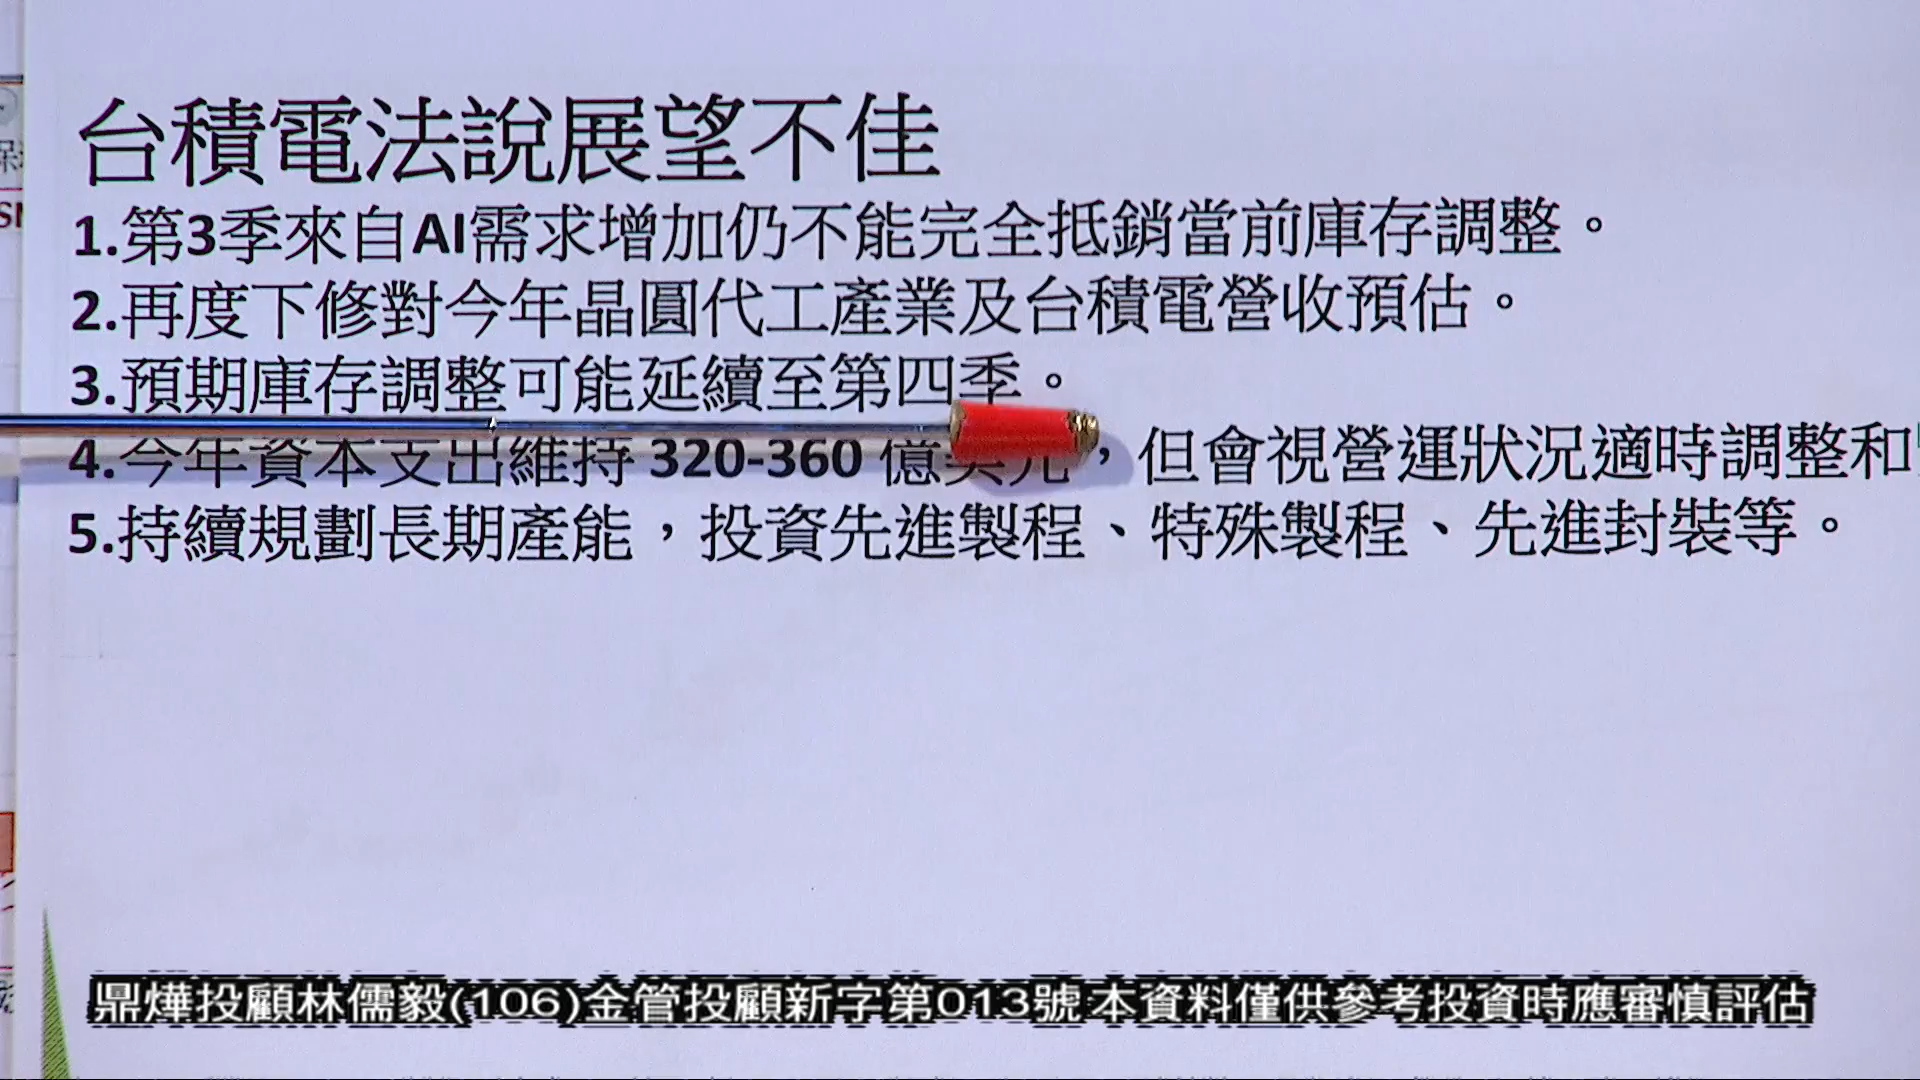 台積電法說展望不佳
1.第3季來自AI需求增加仍不能完全抵銷當前庫存調整。
2.再度下修對今年晶圓代工產業及台積電營收預估。
3.預期庫存調整可能延續至第四季。
4.今年資本支出維持 320-360 億美元，但會視營運狀況適時調整和
5.持續規劃長期產能，投資先進製程、特殊製程、先進封裝等。
鼎燁投顧林儒毅(106)金管投顧新字第013號 本資料僅供參考投資時應審慎評估